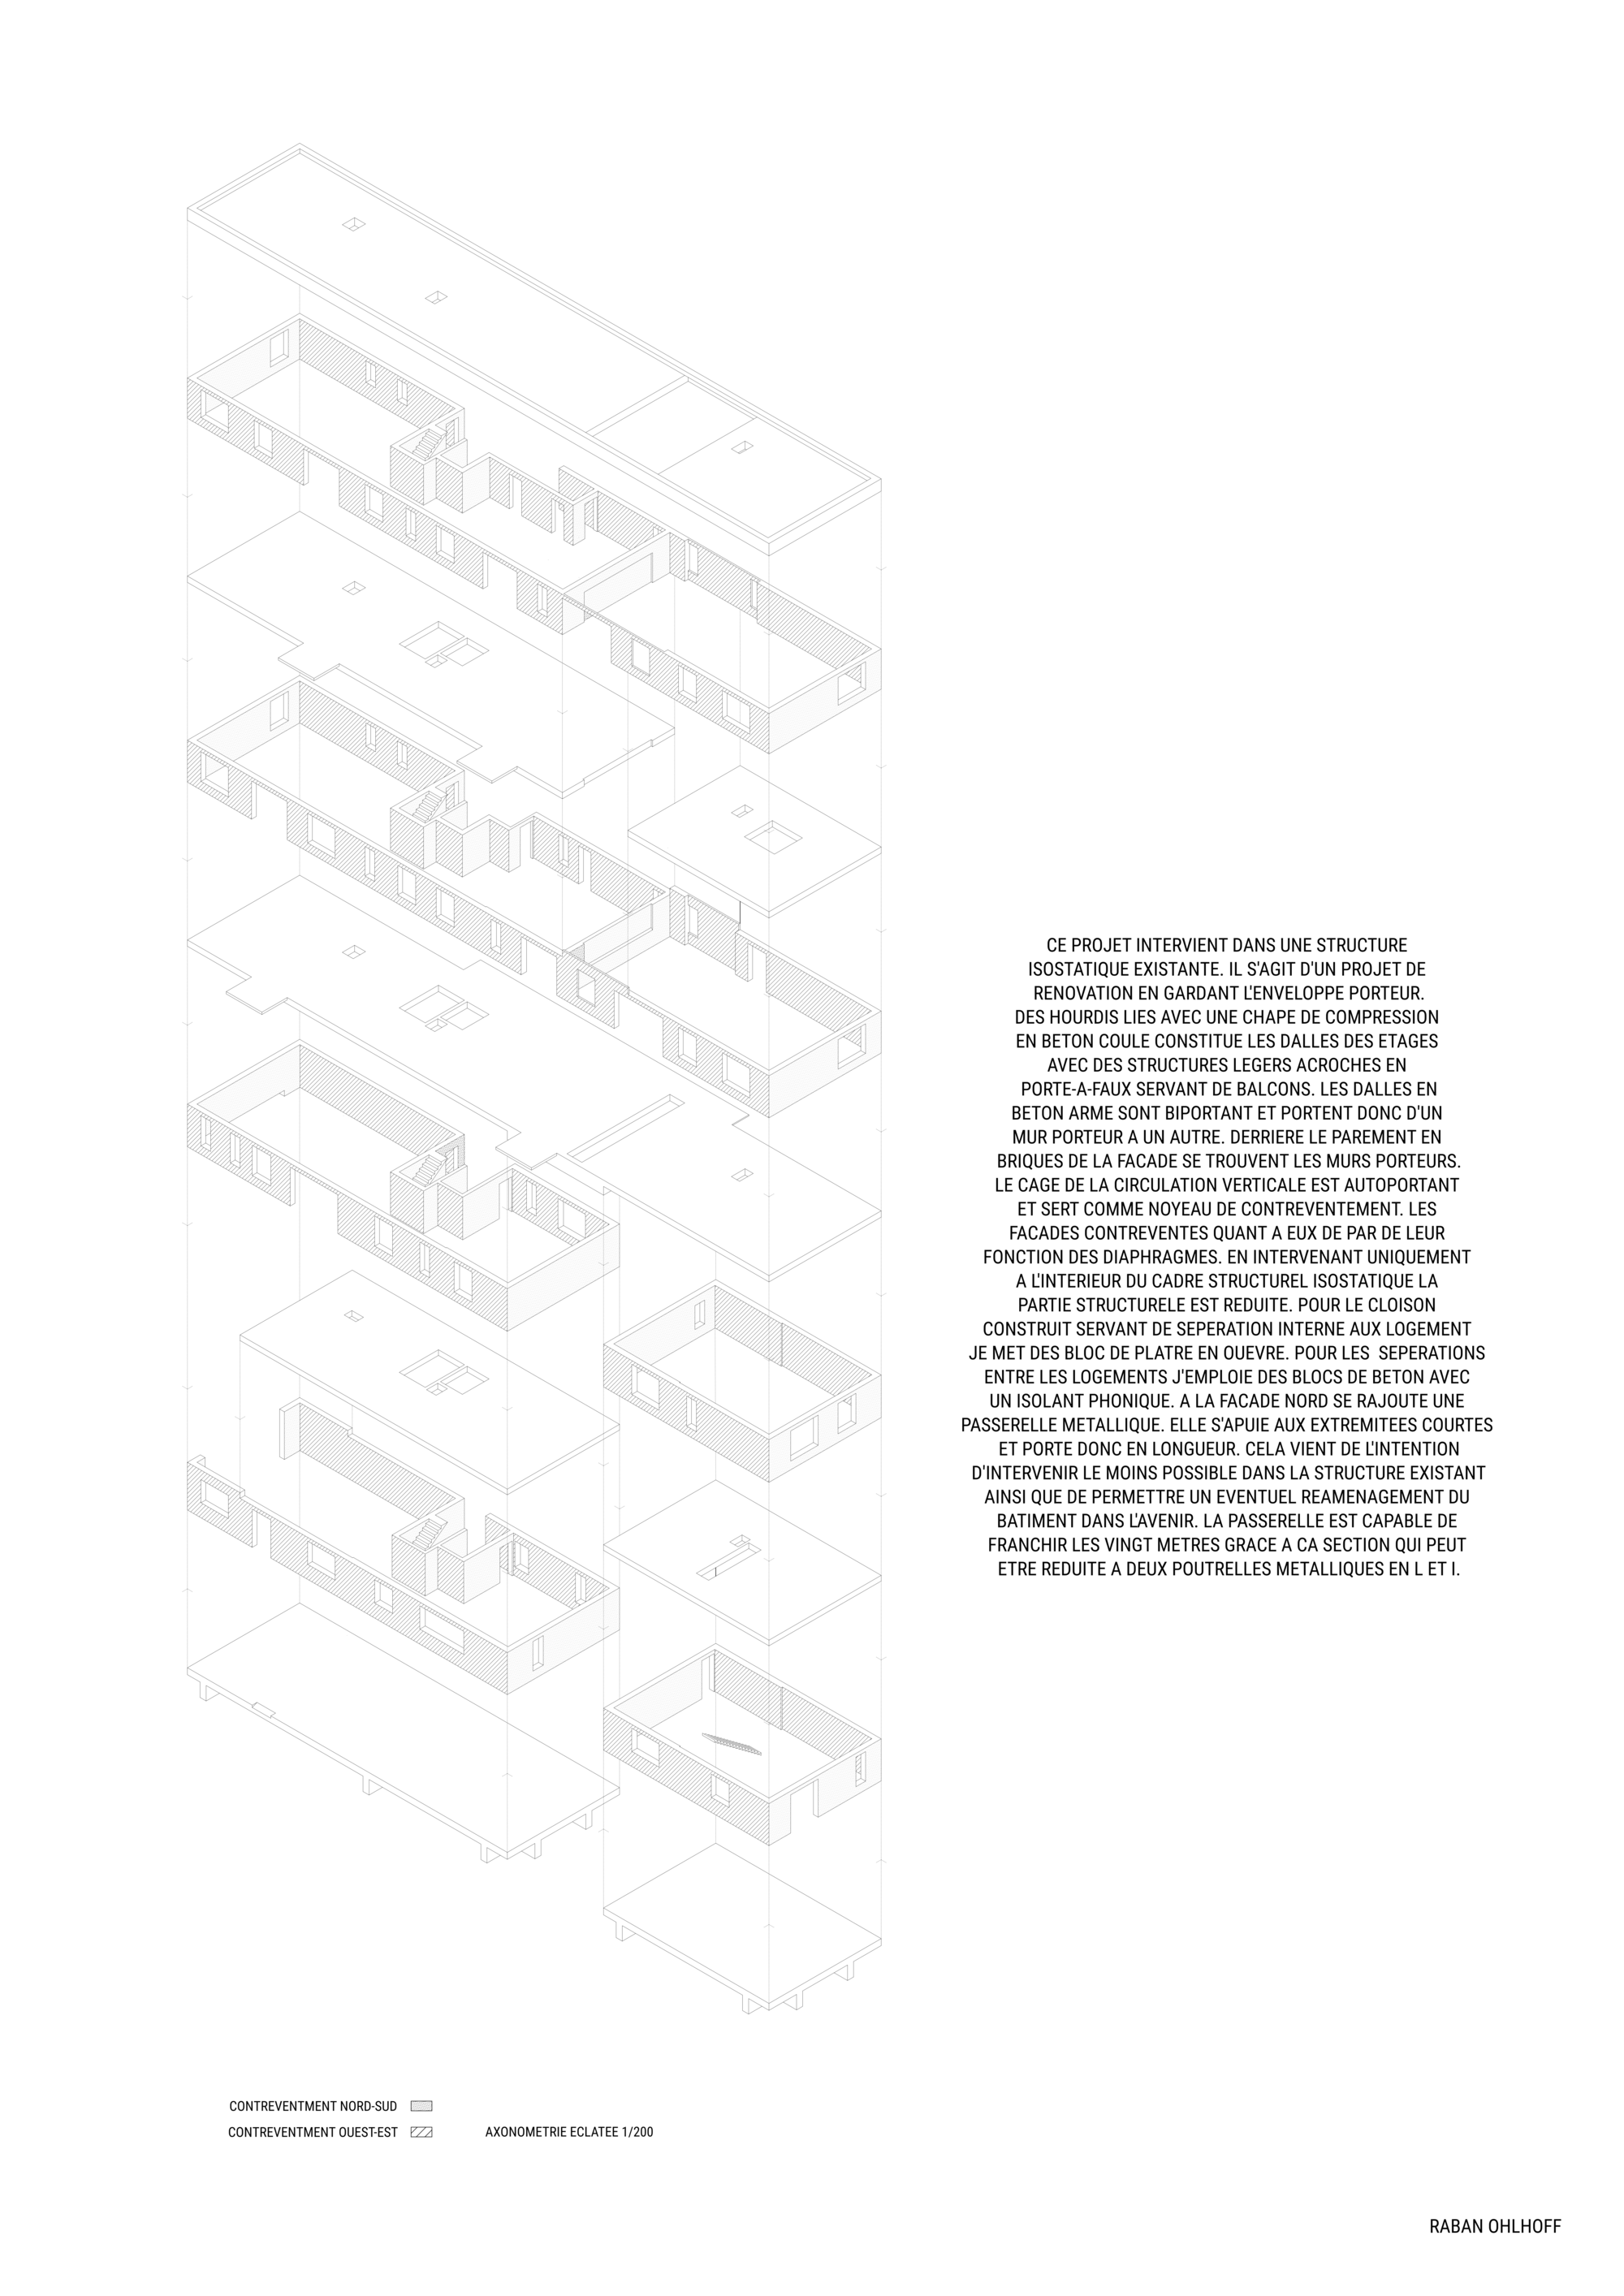 CE PROJET INTERVIENT DANS UNE STRUCTURE
ISOSTATIQUE EXISTANTE. IL S'AGIT D'UN PROJET DE
RENOVATION EN GARDANT L'ENVELOPPE PORTEUR.
DES HOURDIS LIES AVEC UNE CHAPE DE COMPRESSION
EN BETON COULE CONSTITUE LES DALLES DES ETAGES
AVEC DES STRUCTURES LEGERS ACROCHES EN
PORTE-A-FAUX SERVANT DE BALCONS. LES DALLES EN
BETON ARME SONT BIPORTANT ET PORTENT DONC D'UN
MUR PORTEUR A UN AUTRE. DERRIERE LE PAREMENT EN
BRIQUES DE LA FACADE SE TROUVENT LES MURS PORTEURS.
LE CAGE DE LA CIRCULATION VERTICALE EST AUTOPORTANT
ET SERT COMME NOYEAU DE CONTREVENTEMENT. LES
FACADES CONTREVENTES QUANT A EUX DE PAR DE LEUR
FONCTION DES DIAPHRAGMES. EN INTERVENANT UNIQUEMENT
A L'INTERIEUR DU CADRE STRUCTUREL ISOSTATIQUE LA
PARTIE STRUCTURELE EST REDUITE. POUR LE CLOISON
CONSTRUIT SERVANT DE SEPERATION INTERNE AUX LOGEMENT
JE MET DES BLOC DE PLATRE EN OUEVRE. POUR LES  SEPERATIONS
ENTRE LES LOGEMENTS J'EMPLOIE DES BLOCS DE BETON AVEC
UN ISOLANT PHONIQUE. A LA FACADE NORD SE RAJOUTE UNE
PASSERELLE METALLIQUE. ELLE S'APUIE AUX EXTREMITEES COURTES
ET PORTE DONC EN LONGUEUR. CELA VIENT DE L'INTENTION
D'INTERVENIR LE MOINS POSSIBLE DANS LA STRUCTURE EXISTANT
AINSI QUE DE PERMETTRE UN EVENTUEL REAMENAGEMENT DU
BATIMENT DANS L'AVENIR. LA PASSERELLE EST CAPABLE DE
FRANCHIR LES VINGT METRES GRACE A CA SECTION QUI PEUT
ETRE REDUITE A DEUX POUTRELLES METALLIQUES EN L ET I.
CONTREVENTMENT NORD-SUD
CONTREVENTMENT OUEST-EST
AXONOMETRIE ECLATEE 1/200
RABAN OHLHOFF